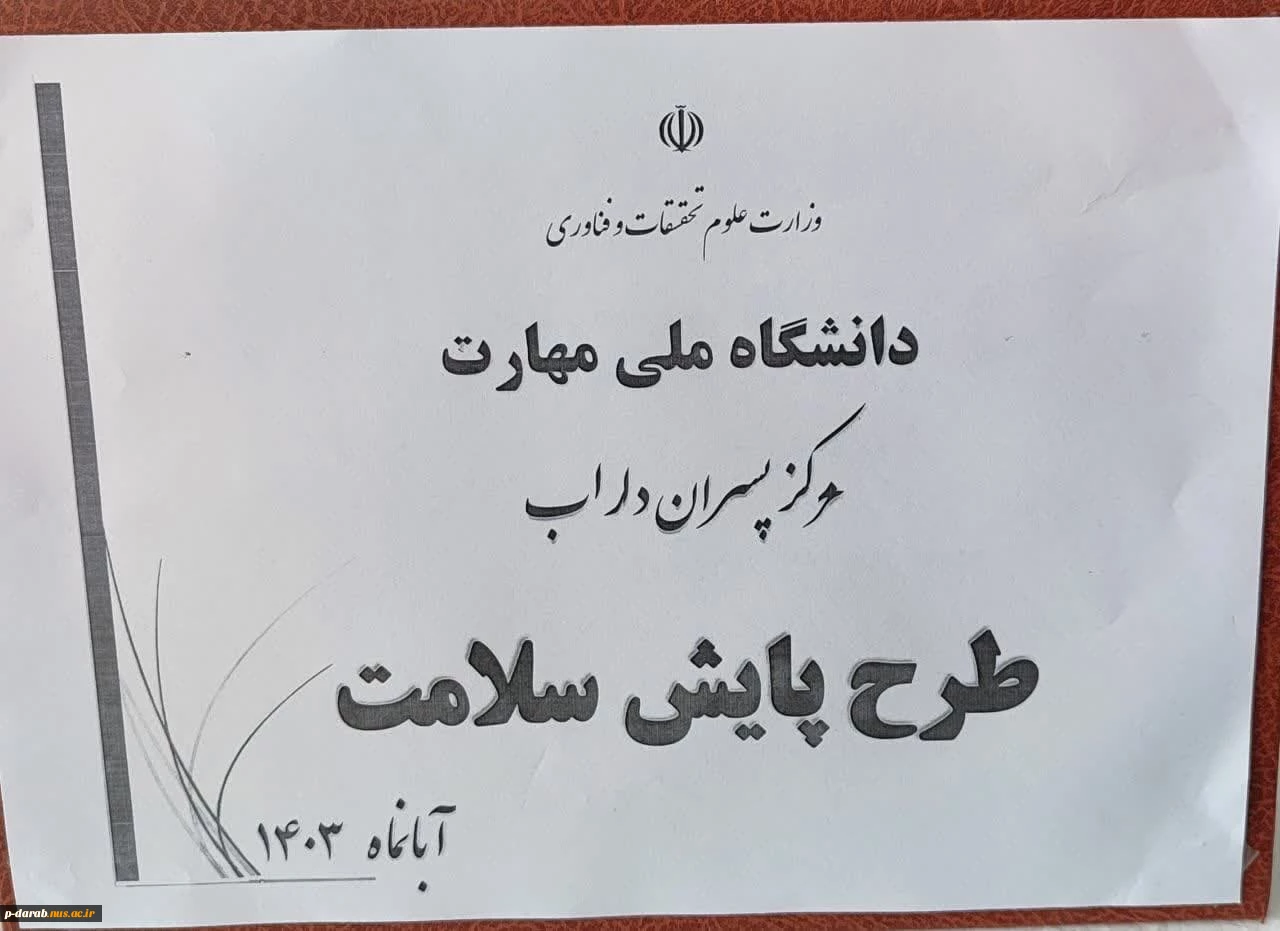 وزارت علوم تحقیقات و فناوری
دانشگاه ملی مهارت
مرکز پسران داراب
طرح پایش سلامت
آبانماه ۱۴۰۳
p-darab.nus.ac.ir